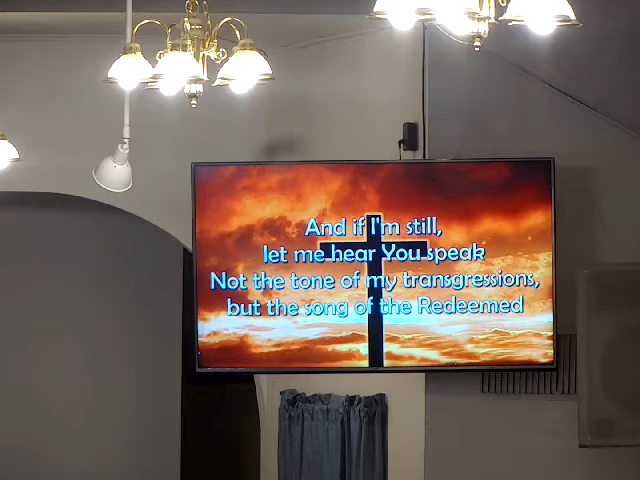 And if I'm still,
let me hear You speak
Not the tone of my transgressions,
but the song of the Redeemed